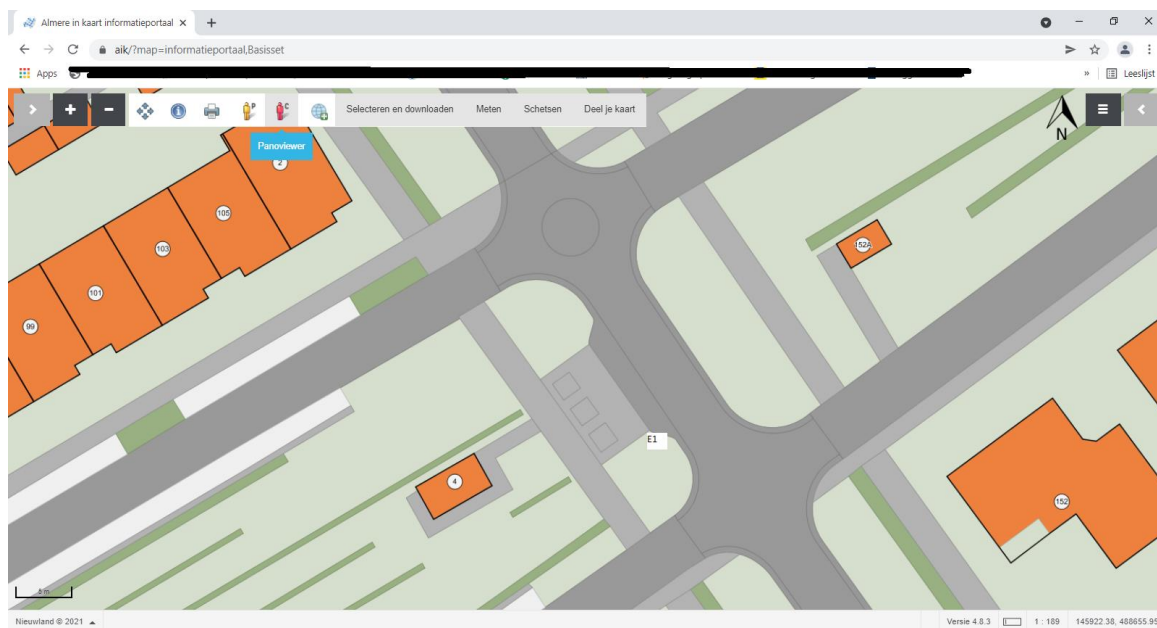 Almere in kaart informatieportaal
aik/?map=informatieportaal,Basisset
Apps
» Leeslijst
P C Selecteren en downloaden Meten Schetsen Deel je kaart
N
Panoviewer
2
105
103
152A
101
99
E1
4
152
8 m
Nieuwland © 2021
Versie 4.8.3 1 : 189 145922.38, 488655.95